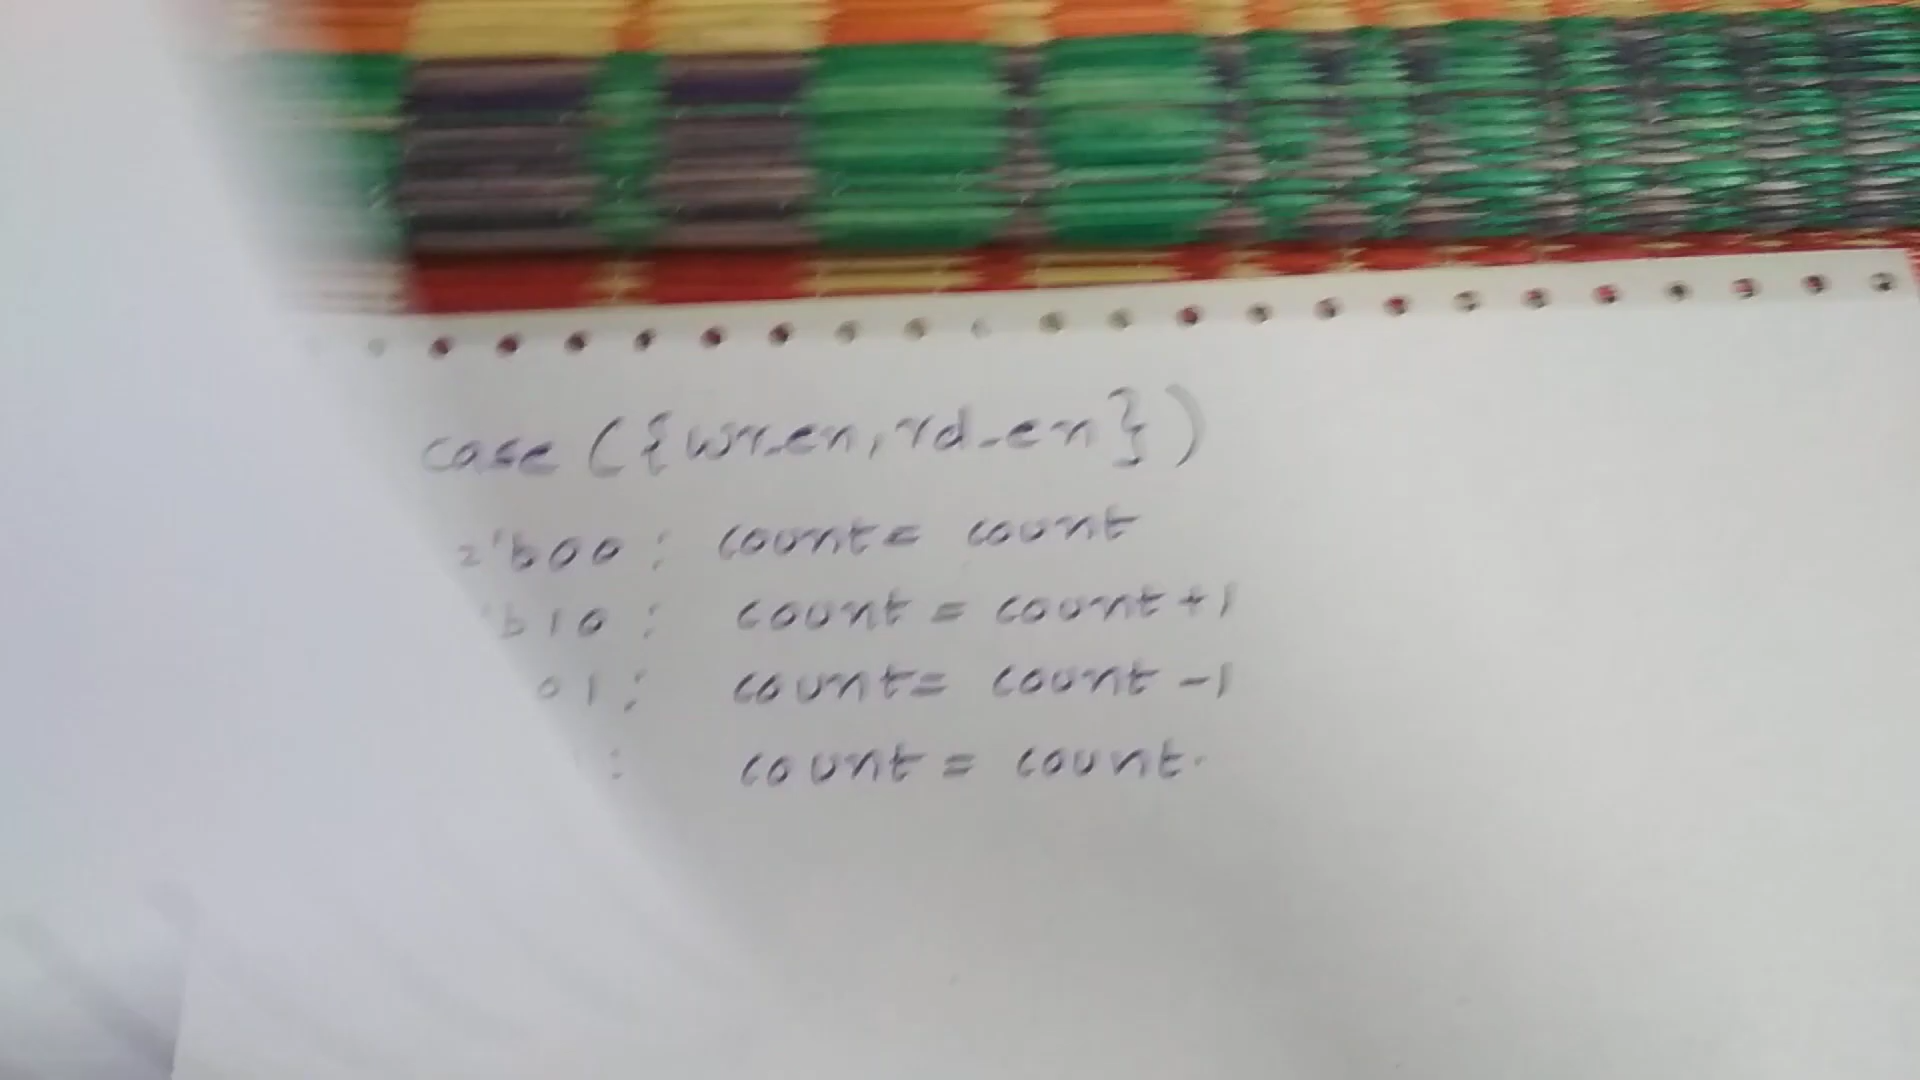 case ({wr_en, rd_en})
2'b00 : count = count
'b10 : count = count + 1
01 : count = count - 1
: count = count.